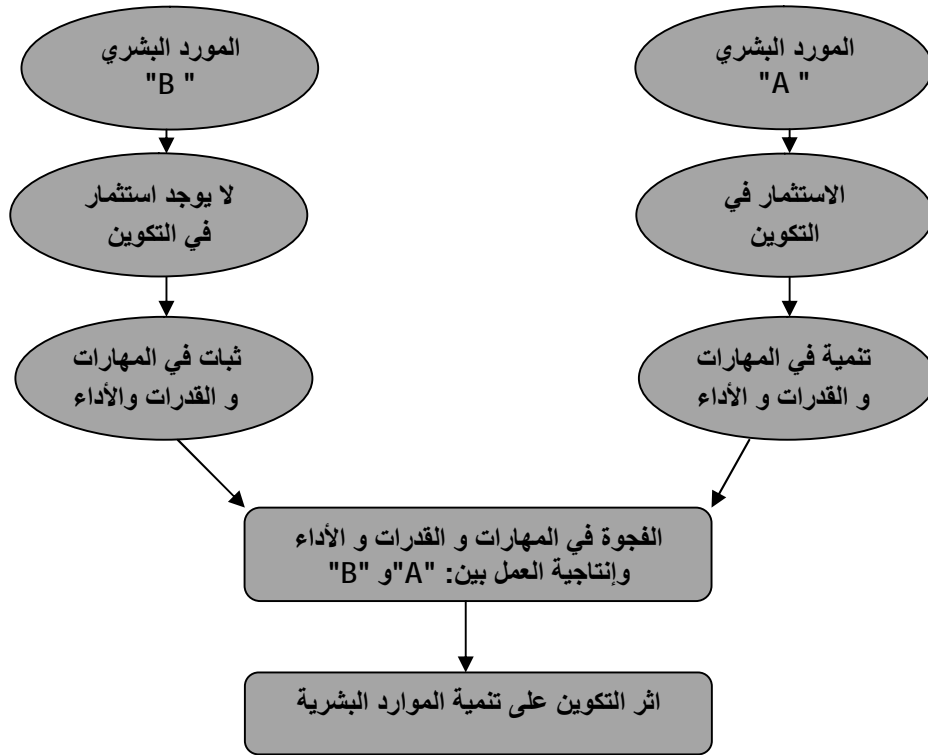 المورد البشري
"A "
المورد البشري
"B "
الاستثمار في
التكوين
لا يوجد استثمار
في التكوين
تنمية في المهارات
و القدرات و الأداء
ثبات في المهارات
و القدرات والأداء
الفجوة في المهارات و القدرات و الأداء
وإنتاجية العمل بين: "A"و "B"
اثر التكوين على تنمية الموارد البشرية